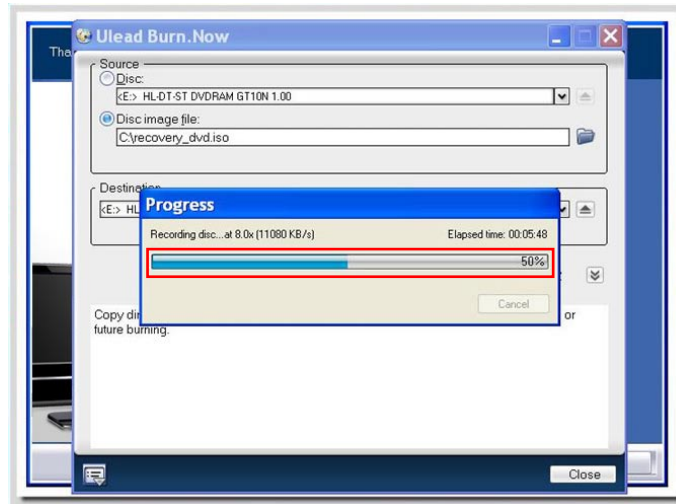 Ulead Burn.Now
Tha
Source
Disc:
<E:> HL-DT-ST DVDRAM GT10N 1.00
Disc image file:
C:\recovery_dvd.iso
Destination
<E:> HL
Progress
Recording disc...at 8.0x (11080 KB/s) Elapsed time: 00:05:48
50%
Cancel
Copy dir or
future burning.
Close